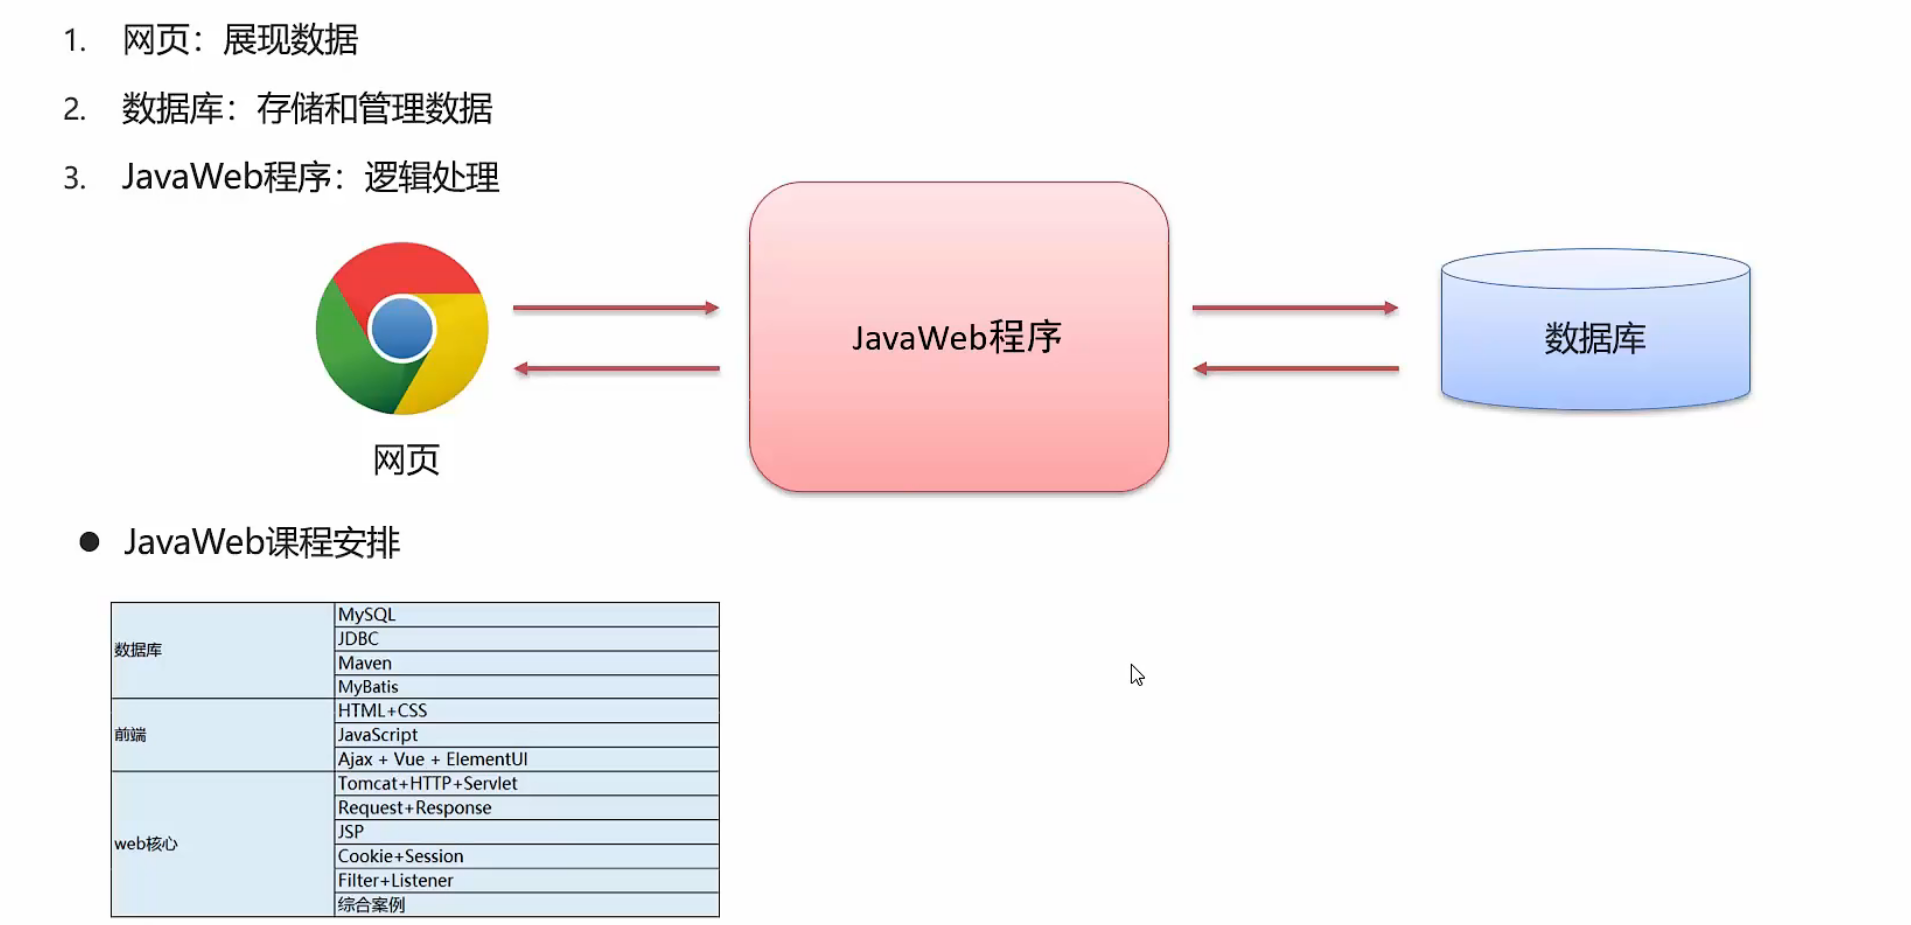 1. 网页：展现数据
2. 数据库：存储和管理数据
3. JavaWeb程序：逻辑处理
JavaWeb程序
数据库
网页
● JavaWeb课程安排
数据库
MySQL
JDBC
Maven
MyBatis
前端
HTML+CSS
JavaScript
Ajax + Vue + ElementUI
web核心
Tomcat+HTTP+Servlet
Request+Response
JSP
Cookie+Session
Filter+Listener
综合案例